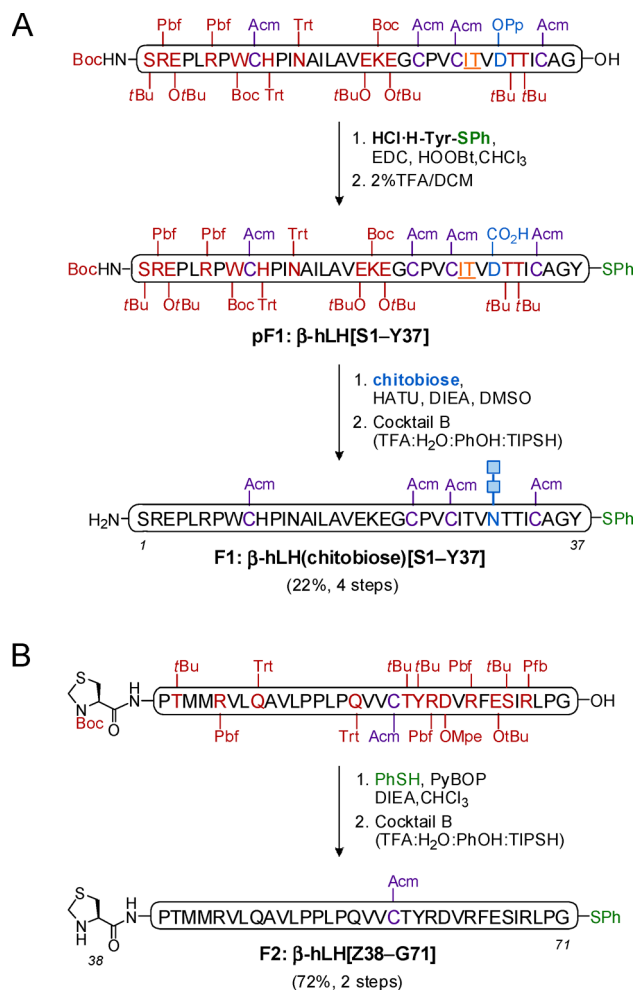 A
Pbf Pbf Acm Trt Boc Acm Acm OPp Acm
BocHN SREPLRPWCHPINAILAVEKEGCPVCITVDTTICAG OH
tBu OtBu Boc Trt tBuO OtBu tBu tBu
1. HCl·H-Tyr-SPh,
EDC, HOOBt,CHCl3
2. 2%TFA/DCM
Pbf Pbf Acm Trt Boc Acm Acm CO2H Acm
BocHN SREPLRPWCHPINAILAVEKEGCPVCITVDTTICAGY SPh
tBu OtBu Boc Trt tBuO OtBu tBu tBu
pF1: β-hLH[S1–Y37]
1. chitobiose,
HATU, DIEA, DMSO
2. Cocktail B
(TFA:H2O:PhOH:TIPSH)
Acm Acm Acm Acm
H2N SREPLRPWCHPINAILAVEKEGCPVCITVNTTICAGY SPh
1 37
F1: β-hLH(chitobiose)[S1–Y37]
(22%, 4 steps)
B
tBu Trt tBu tBu Pbf tBu Pfb
S N Boc O H N PTMMRVLQAVLPPLPQVVCTYRDVRFESIRLPG OH
Pbf Trt Acm Pbf OMpe OtBu
1. PhSH, PyBOP
DIEA,CHCl3
2. Cocktail B
(TFA:H2O:PhOH:TIPSH)
Acm
S N H O H N PTMMRVLQAVLPPLPQVVCTYRDVRFESIRLPG SPh
38 71
F2: β-hLH[Z38–G71]
(72%, 2 steps)